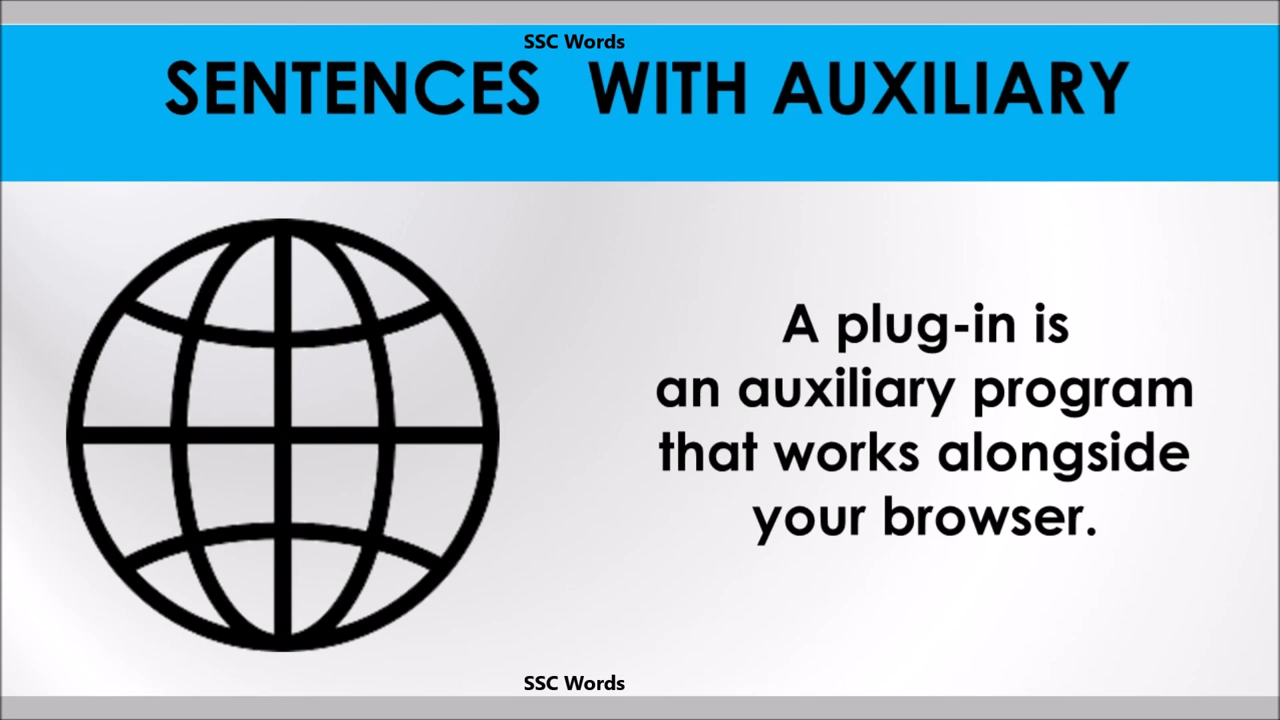 SSC Words
SENTENCES WITH AUXILIARY
A plug-in is
an auxiliary program
that works alongside
your browser.
SSC Words